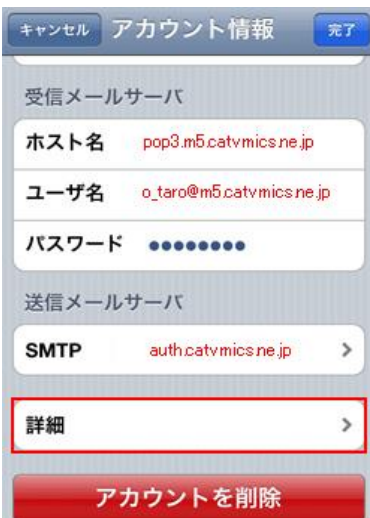 キャンセル アカウント情報 完了
受信メールサーバ
ホスト名 pop3.m5.catvmics.ne.jp
ユーザ名 o_taro@m5.catvmics.ne.jp
パスワード ●●●●●●●●
送信メールサーバ
SMTP auth.catvmics.ne.jp >
詳細 >
アカウントを削除